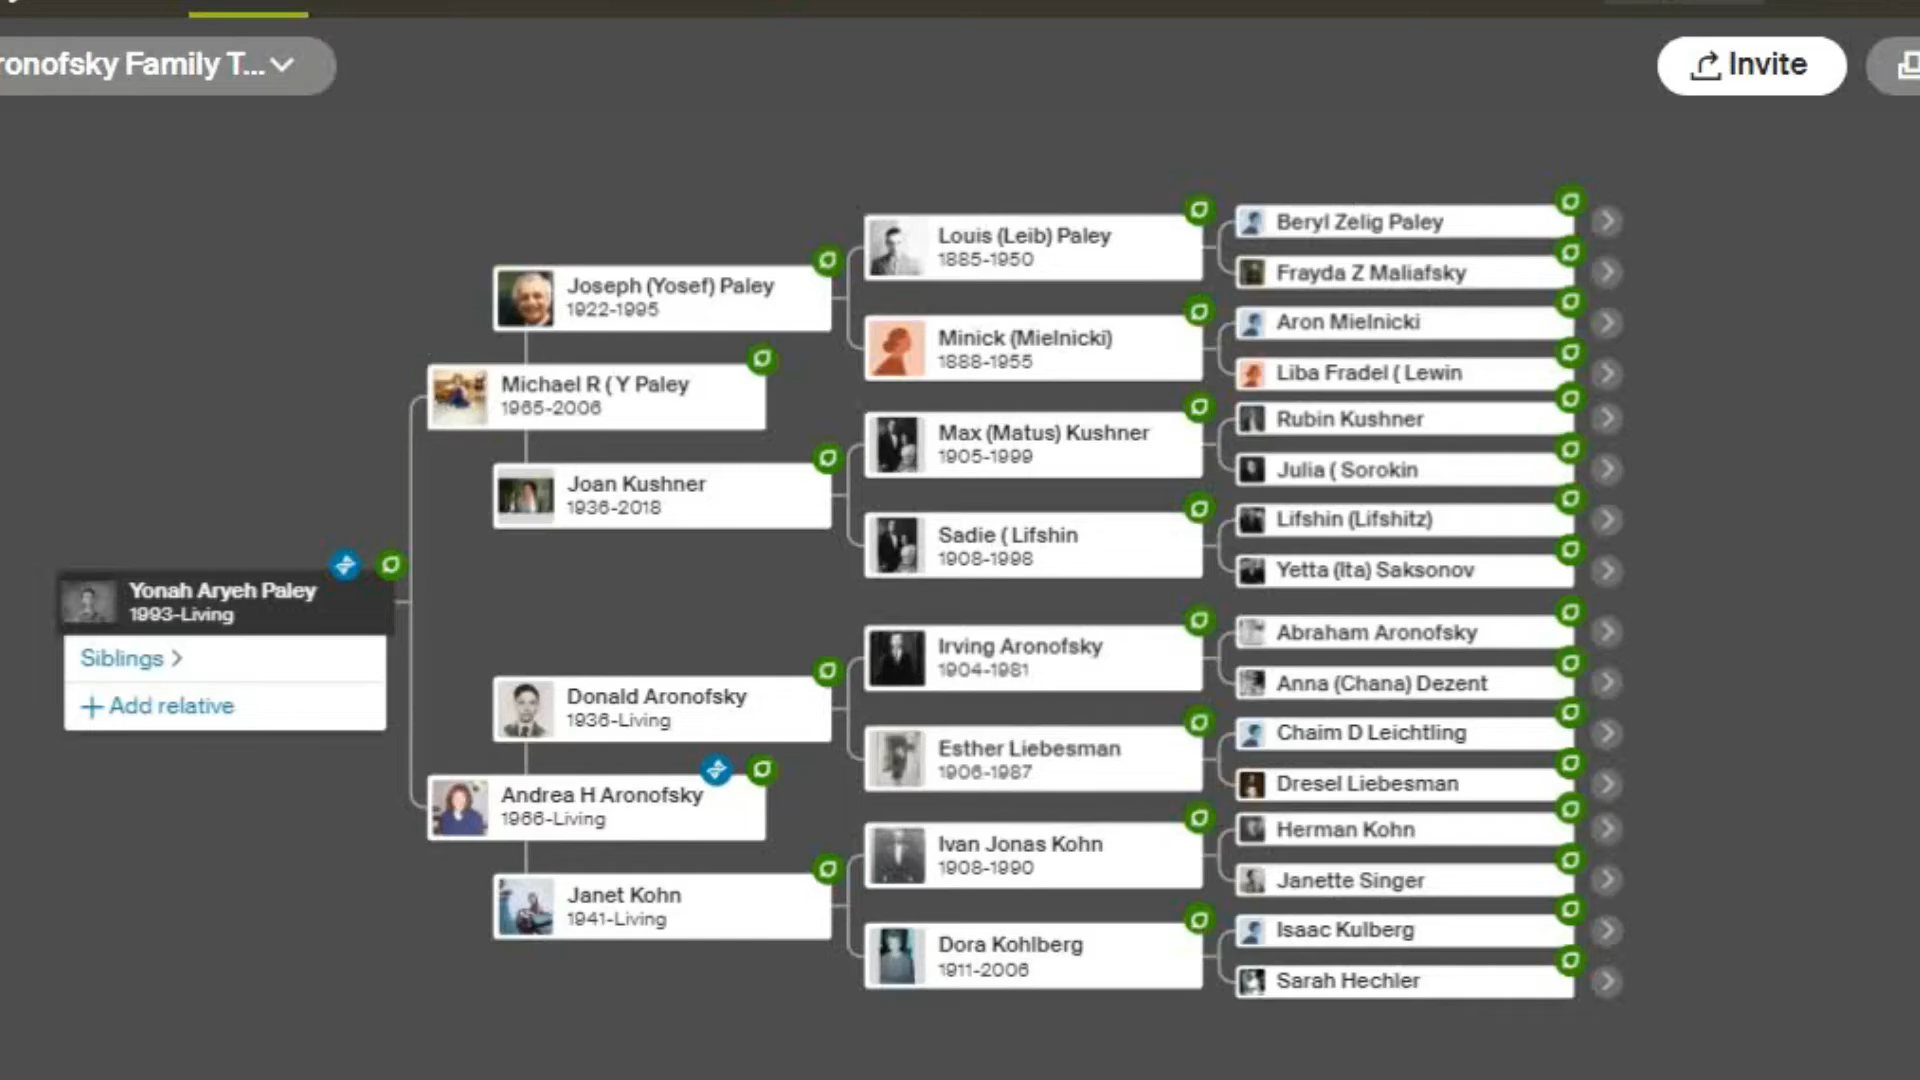 ronofsky Family T...
Invite
Yonah Aryeh Paley
1993-Living
Siblings
Add relative
Michael R ( Y Paley
1965-2006
Andrea H Aronofsky
1966-Living
Joseph (Yosef) Paley
1922-1995
Joan Kushner
1936-2018
Donald Aronofsky
1936-Living
Janet Kohn
1941-Living
Louis (Leib) Paley
1885-1950
Minick (Mielnicki)
1888-1955
Max (Matus) Kushner
1905-1999
Sadie ( Lifshin
1908-1998
Irving Aronofsky
1904-1981
Esther Liebesman
1906-1987
Ivan Jonas Kohn
1908-1990
Dora Kohlberg
1911-2006
Beryl Zelig Paley
Frayda Z Maliafsky
Aron Mielnicki
Liba Fradel ( Lewin
Rubin Kushner
Julia ( Sorokin
Lifshin (Lifshitz)
Yetta (Ita) Saksonov
Abraham Aronofsky
Anna (Chana) Dezent
Chaim D Leichtling
Dresel Liebesman
Herman Kohn
Janette Singer
Isaac Kulberg
Sarah Hechler